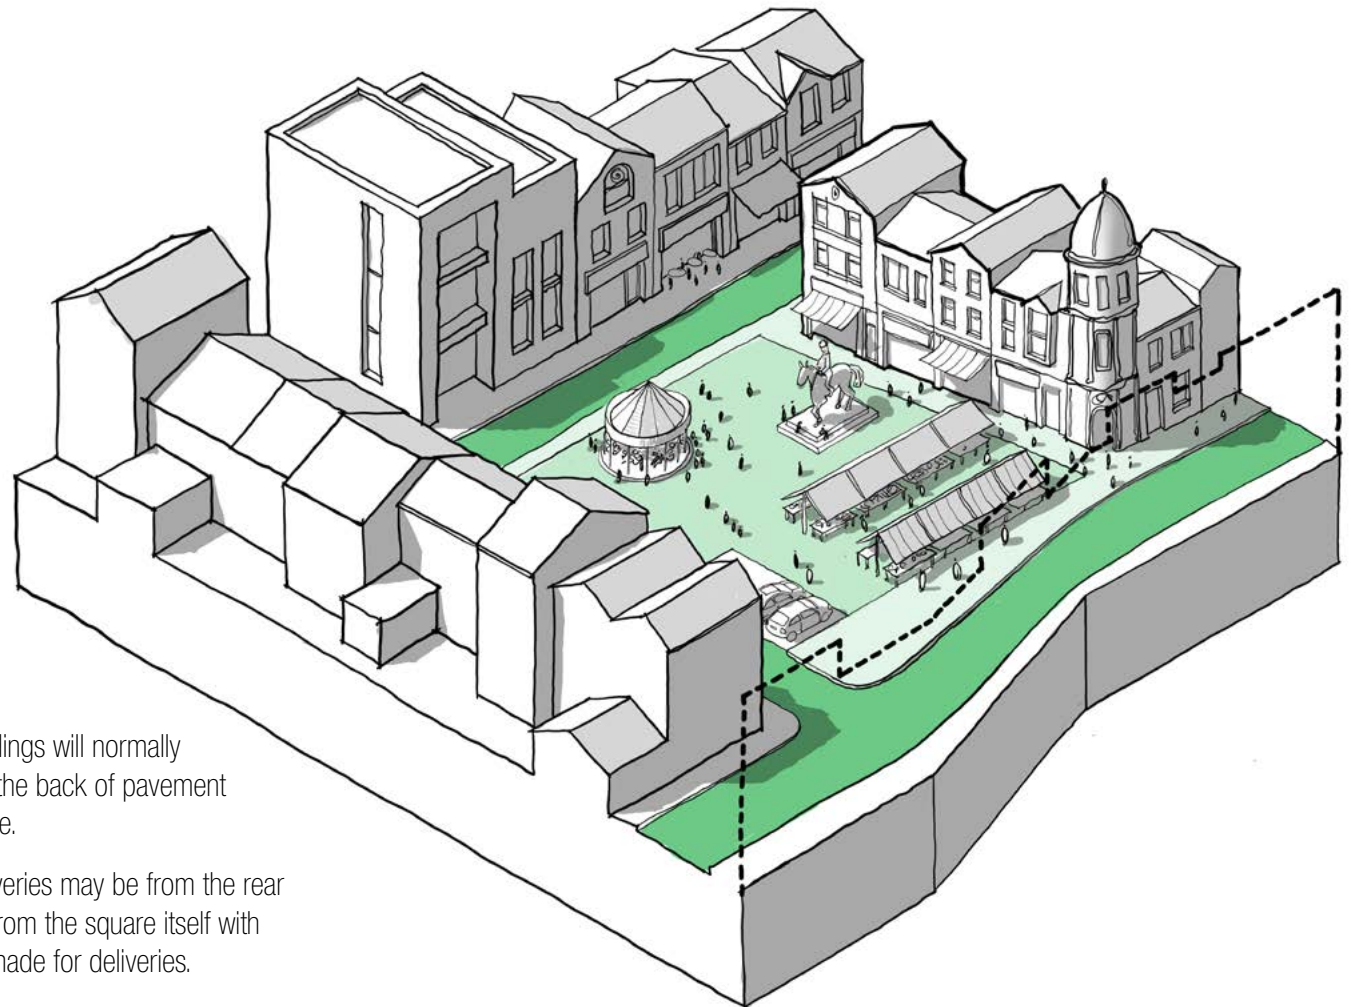 lings will normally
the back of pavement
e.
veries may be from the rear
rom the square itself with
nade for deliveries.